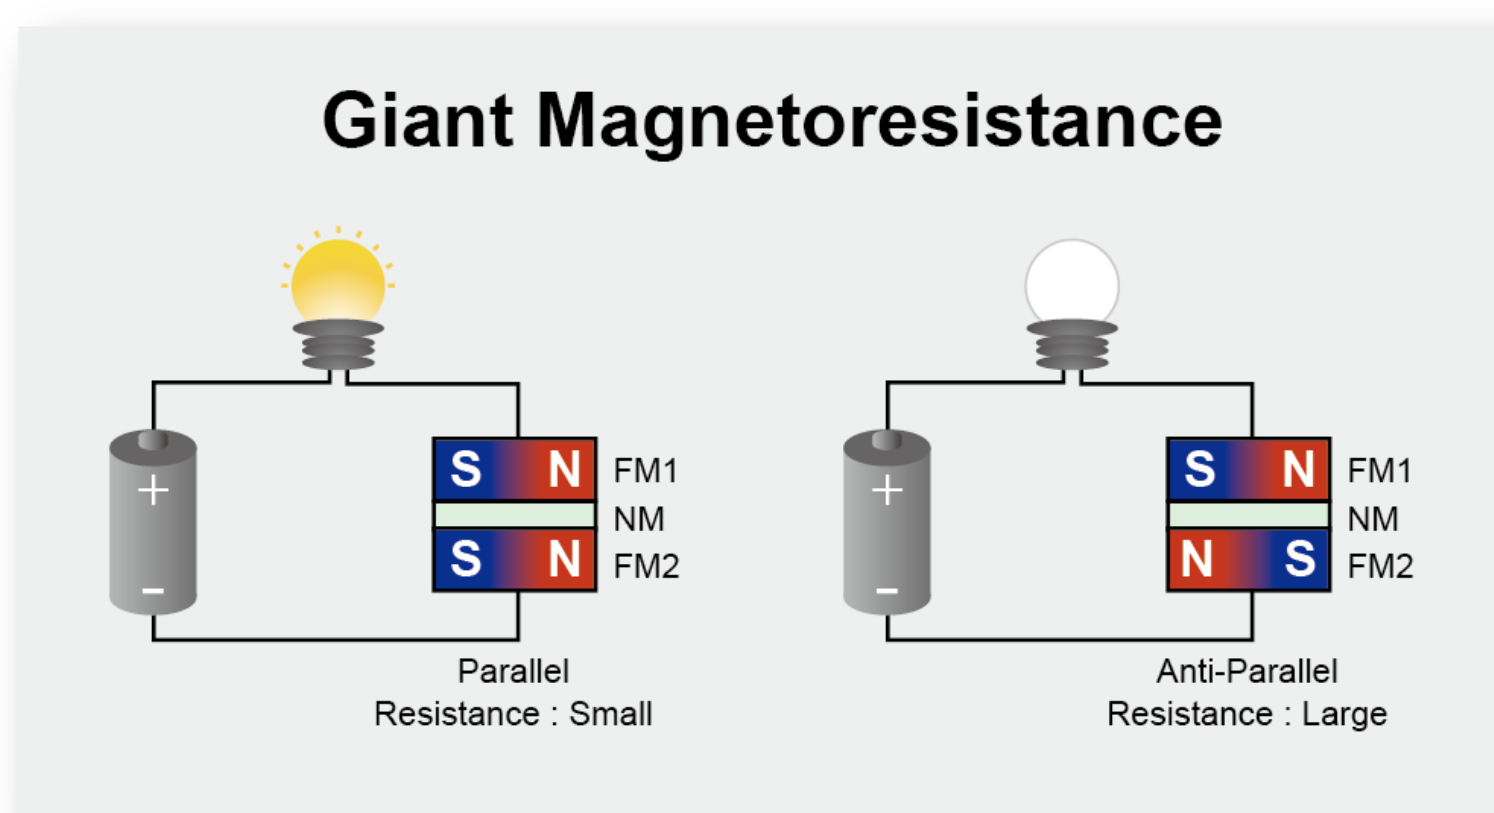 Giant Magnetoresistance
+
-
S N FM1
NM
S N FM2
Parallel
Resistance : Small
+
-
S N FM1
NM
N S FM2
Anti-Parallel
Resistance : Large